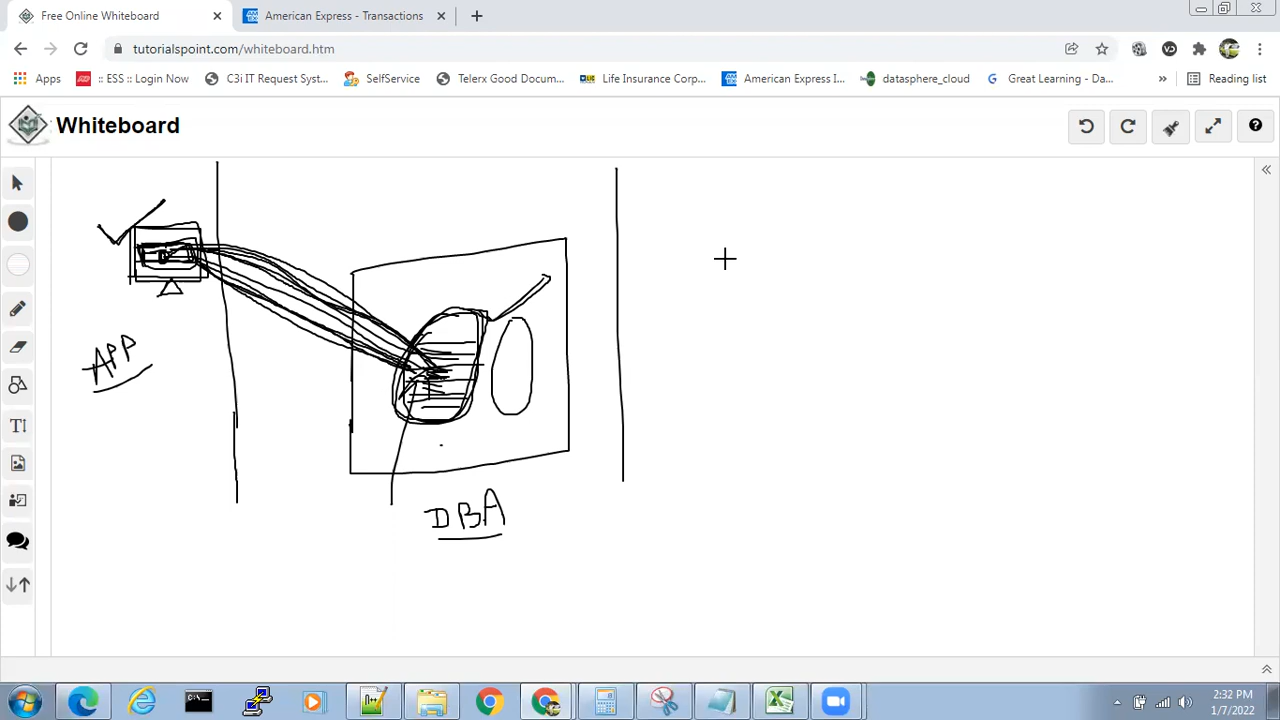 Free Online Whiteboard
American Express - Transactions
tutorialspoint.com/whiteboard.htm
Apps
:: ESS :: Login Now
C3i IT Request Syst...
SelfService
Telerx Good Docum...
Life Insurance Corp...
American Express I...
datasphere_cloud
Great Learning - Da...
»
Reading list
Whiteboard
APP
DBA
2:32 PM
1/7/2022